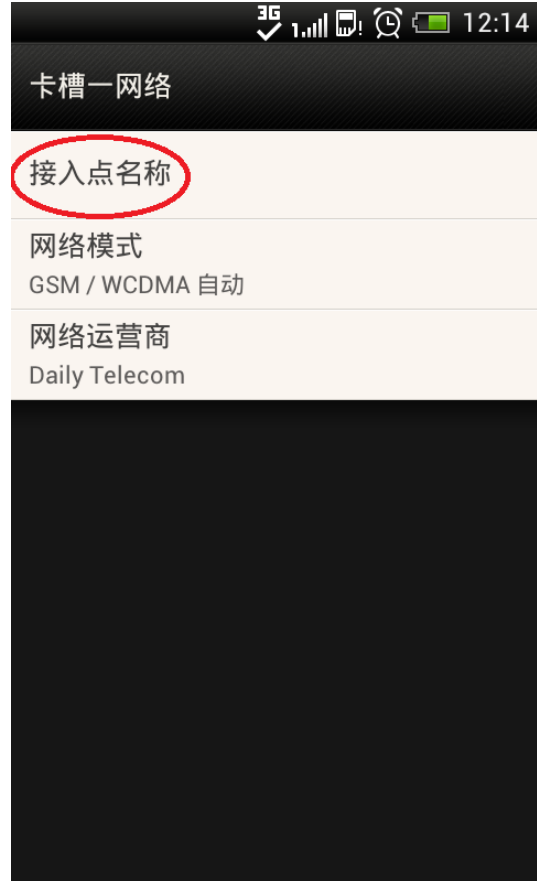 3G 1 12:14
卡槽一网络
接入点名称
网络模式
GSM / WCDMA 自动
网络运营商
Daily Telecom